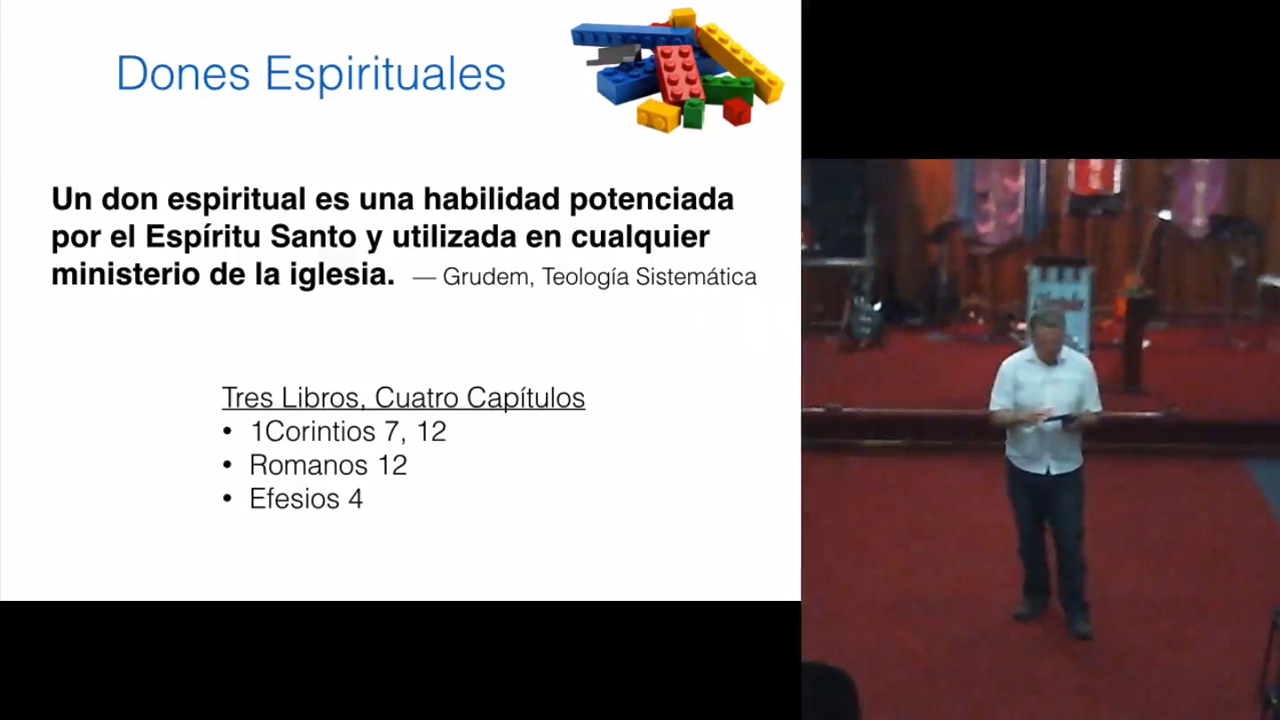 Dones Espirituales
Un don espiritual es una habilidad potenciada
por el Espíritu Santo y utilizada en cualquier
ministerio de la iglesia. — Grudem, Teología Sistemática
Tres Libros, Cuatro Capítulos
• 1Corintios 7, 12
• Romanos 12
• Efesios 4